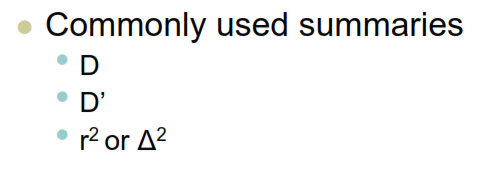 Commonly used summaries
D
D’
r² or Δ²